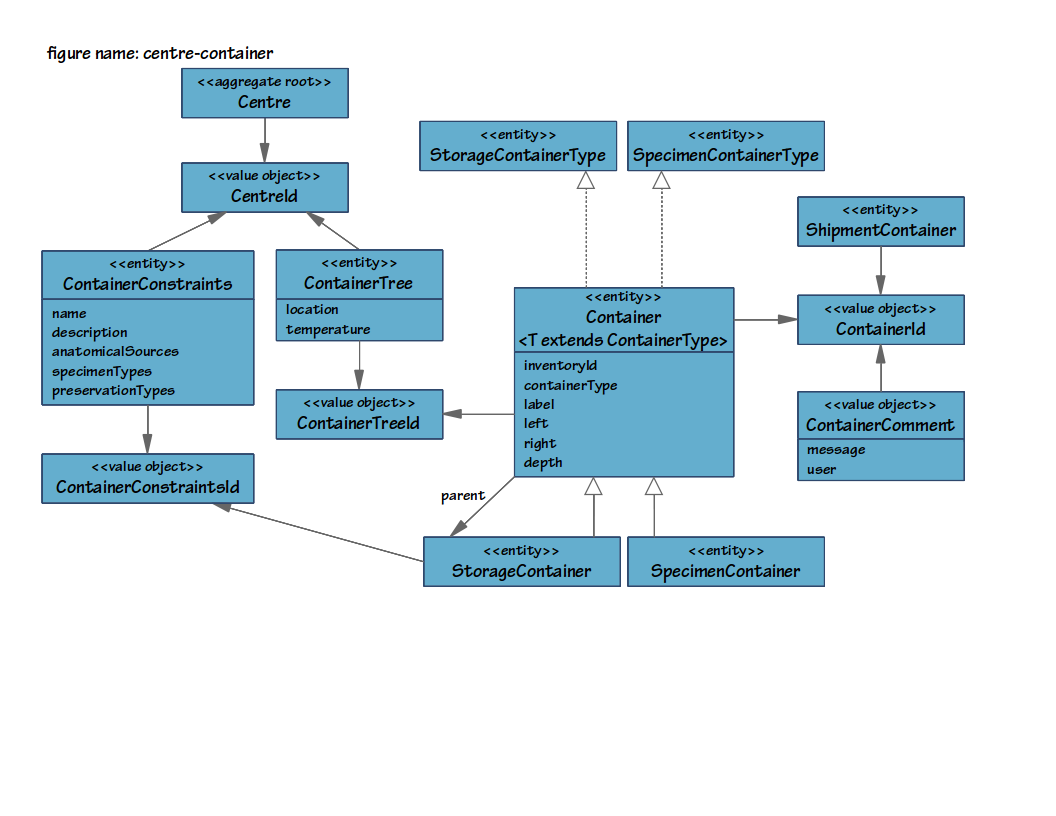 figure name: centre-container
<<aggregate root>>
Centre
<<value object>>
CentreId
<<entity>>
StorageContainerType
<<entity>>
SpecimenContainerType
<<entity>>
ShipmentContainer
<<entity>>
ContainerConstraints
name
description
anatomicalSources
specimenTypes
preservationTypes
<<entity>>
ContainerTree
location
temperature
<<entity>>
Container
<T extends ContainerType>
inventoryId
containerType
label
left
right
depth
<<value object>>
ContainerId
<<value object>>
ContainerTreeId
<<value object>>
ContainerComment
message
user
<<value object>>
ContainerConstraintsId
parent
<<entity>>
StorageContainer
<<entity>>
SpecimenContainer